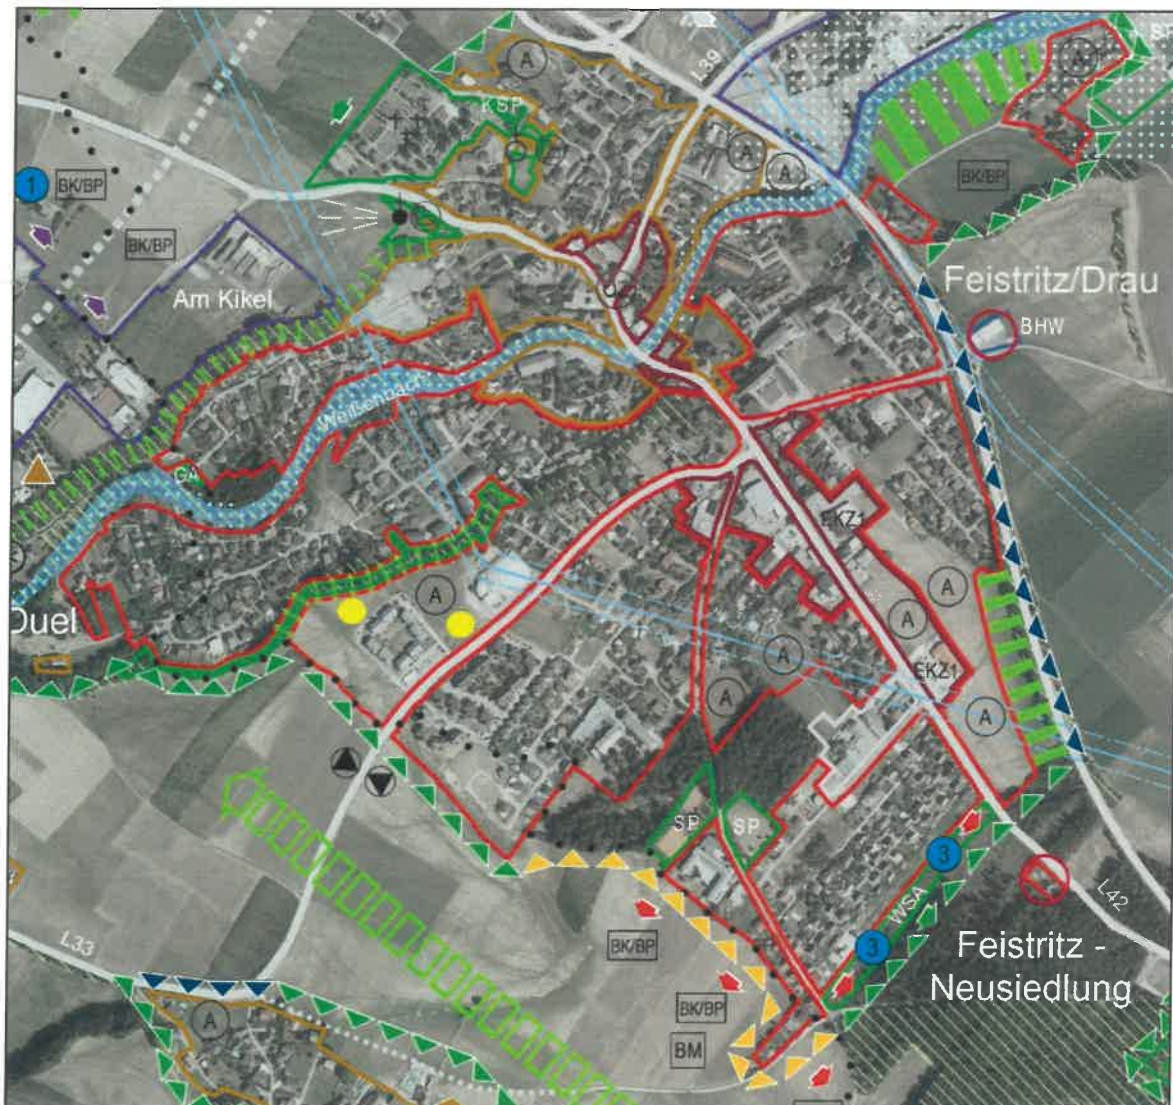 A
L39
A
KSP
A
A
1
BK/BP
BK/BP
BK/BP
Am Kikel
Feistritz/Drau
BHW
Weißenbach
GA
EKZ1
A
A
A
Duel
A
EKZ1
A
A
SP
SP
3
WSA
3
L42
BK/BP
L33
Feistritz -
Neusiedlung
BK/BP
A
BM